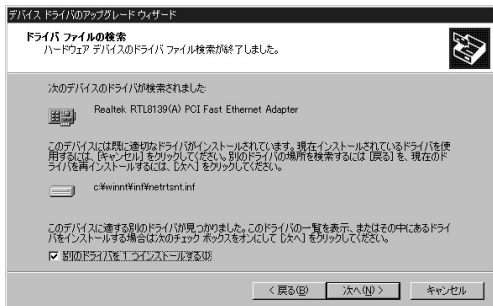 デバイス ドライバのアップグレード ウィザード
ドライバ ファイルの検索
ハードウェア デバイスのドライバ ファイル検索が終了しました。
次のデバイスのドライバが検索されました:
Realtek RTL8139(A) PCI Fast Ethernet Adapter
このデバイスには既に適切なドライバがインストールされています。現在インストールされているドライバを使
用するには、[キャンセル] をクリックしてください。別のドライバの場所を検索するには [戻る] を、現在のド
ライバを再インストールするには、[次へ] をクリックしてください。
c:¥winnt¥inf¥netrtsnt.inf
このデバイスに適する別のドライバが見つかりました。このドライバの一覧を表示、またはその中にあるドライ
バをインストールする場合は次のチェック ボックスをオンにして [次へ] をクリックしてください。
別のドライバを 1 つインストールする(I)
< 戻る(B) 次へ(N) > キャンセル